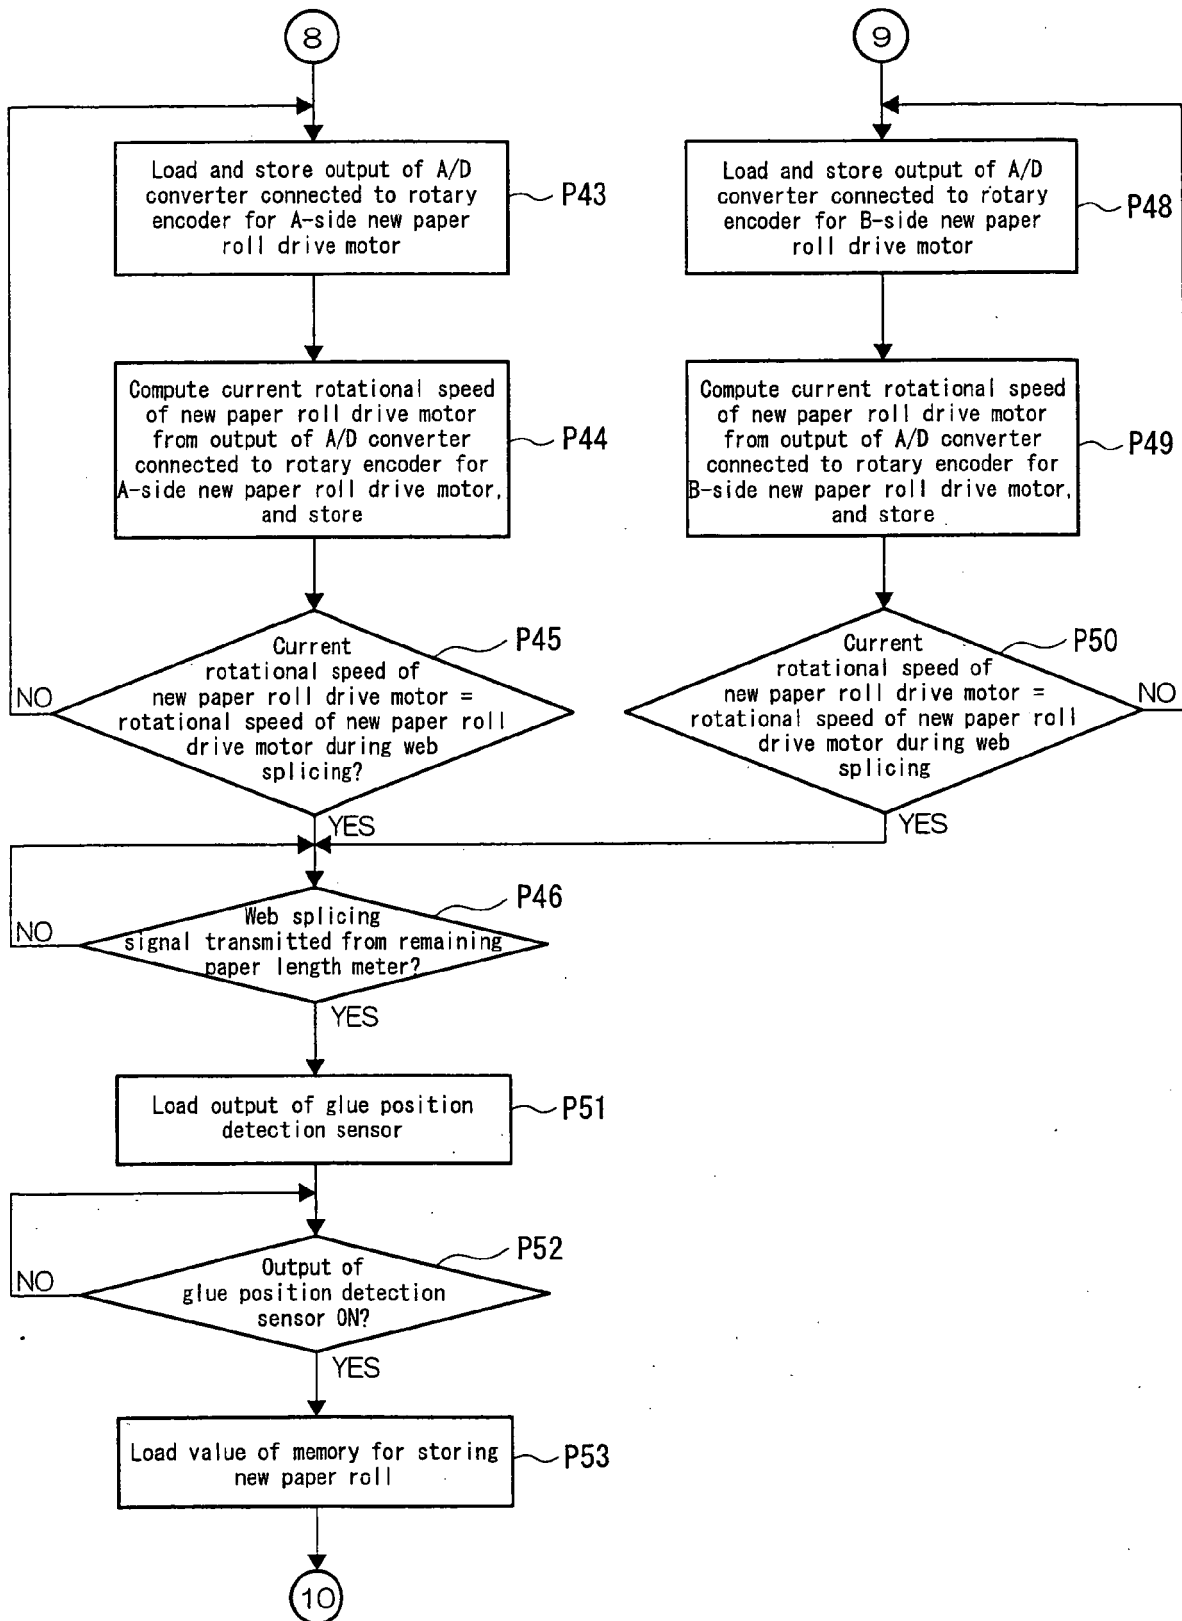 8
Load and store output of A/D
converter connected to rotary
encoder for A-side new paper
roll drive motor
P43
Compute current rotational speed
of new paper roll drive motor
from output of A/D converter
connected to rotary encoder for
A-side new paper roll drive motor,
and store
P44
Current
rotational speed of
new paper roll drive motor =
rotational speed of new paper roll
drive motor during web
splicing?
P45
NO
YES
9
Load and store output of A/D
converter connected to rotary
encoder for B-side new paper
roll drive motor
P48
Compute current rotational speed
of new paper roll drive motor
from output of A/D converter
connected to rotary encoder for
B-side new paper roll drive motor,
and store
P49
Current
rotational speed of
new paper roll drive motor =
rotational speed of new paper roll
drive motor during web
splicing
P50
NO
YES
Web splicing
signal transmitted from remaining
paper length meter?
P46
NO
YES
Load output of glue position
detection sensor
P51
Output of
glue position detection
sensor ON?
P52
NO
YES
Load value of memory for storing
new paper roll
P53
10